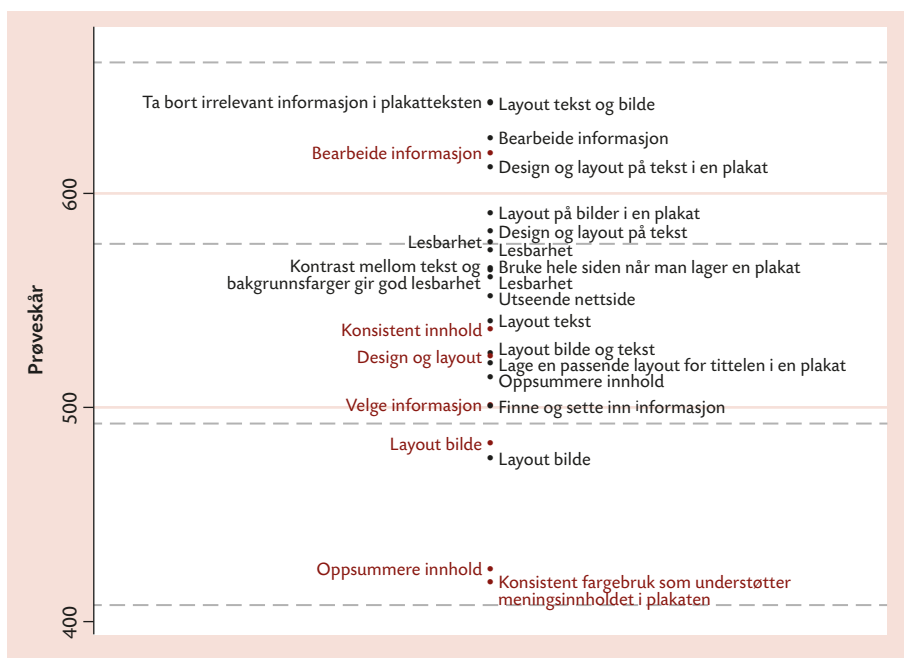 Ta bort irrelevant informasjon i plakatteksten
Layout tekst og bilde
Bearbeide informasjon
Bearbeide informasjon
Design og layout på tekst i en plakat
600
Layout på bilder i en plakat
Design og layout på tekst
Lesbarhet
Lesbarhet
Kontrast mellom tekst og
bakgrunnsfarger gir god lesbarhet
Bruke hele siden når man lager en plakat
Lesbarhet
Utseende nettside
Prøveskår
Layout tekst
Konsistent innhold
Layout bilde og tekst
Design og layout
Lage en passende layout for tittelen i en plakat
Oppsummere innhold
Velge informasjon
Finne og sette inn informasjon
500
Layout bilde
Layout bilde
Oppsummere innhold
Konsistent fargebruk som understøtter
meningsinnholdet i plakaten
400